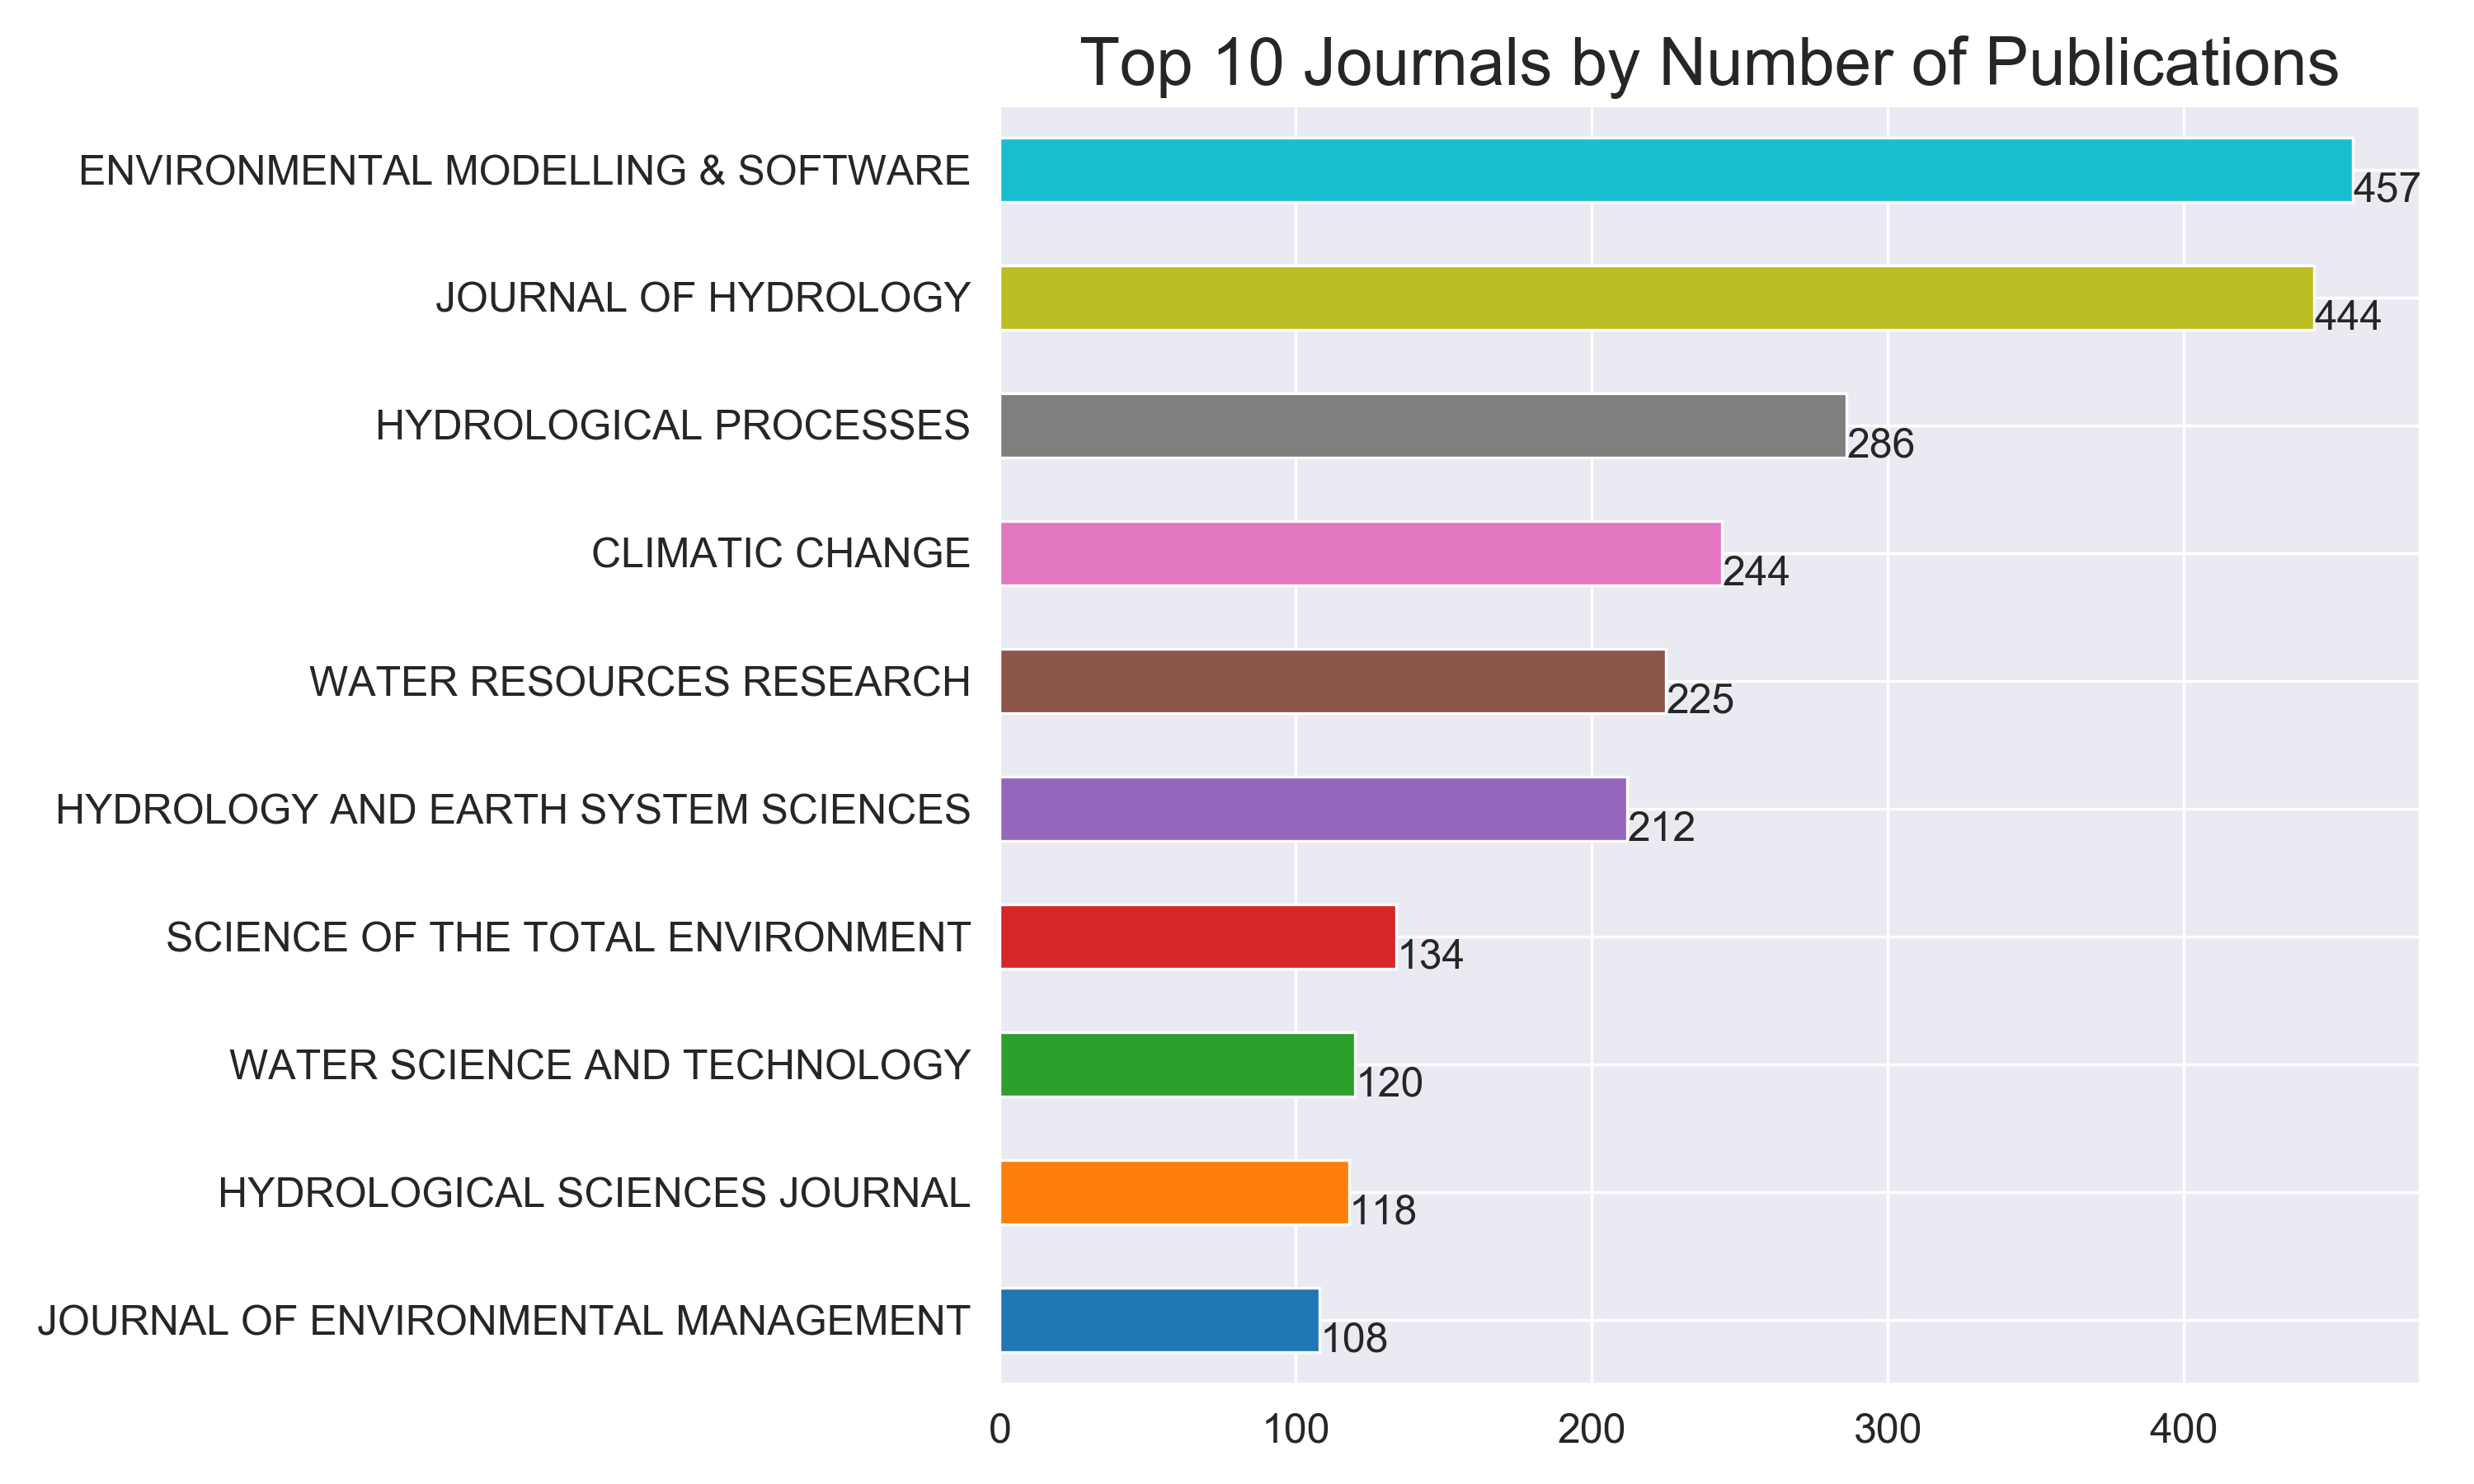 Top 10 Journals by Number of Publications
ENVIRONMENTAL MODELLING & SOFTWARE 457
JOURNAL OF HYDROLOGY 444
HYDROLOGICAL PROCESSES 286
CLIMATIC CHANGE 244
WATER RESOURCES RESEARCH 225
HYDROLOGY AND EARTH SYSTEM SCIENCES 212
SCIENCE OF THE TOTAL ENVIRONMENT 134
WATER SCIENCE AND TECHNOLOGY 120
HYDROLOGICAL SCIENCES JOURNAL 118
JOURNAL OF ENVIRONMENTAL MANAGEMENT 108
0 100 200 300 400